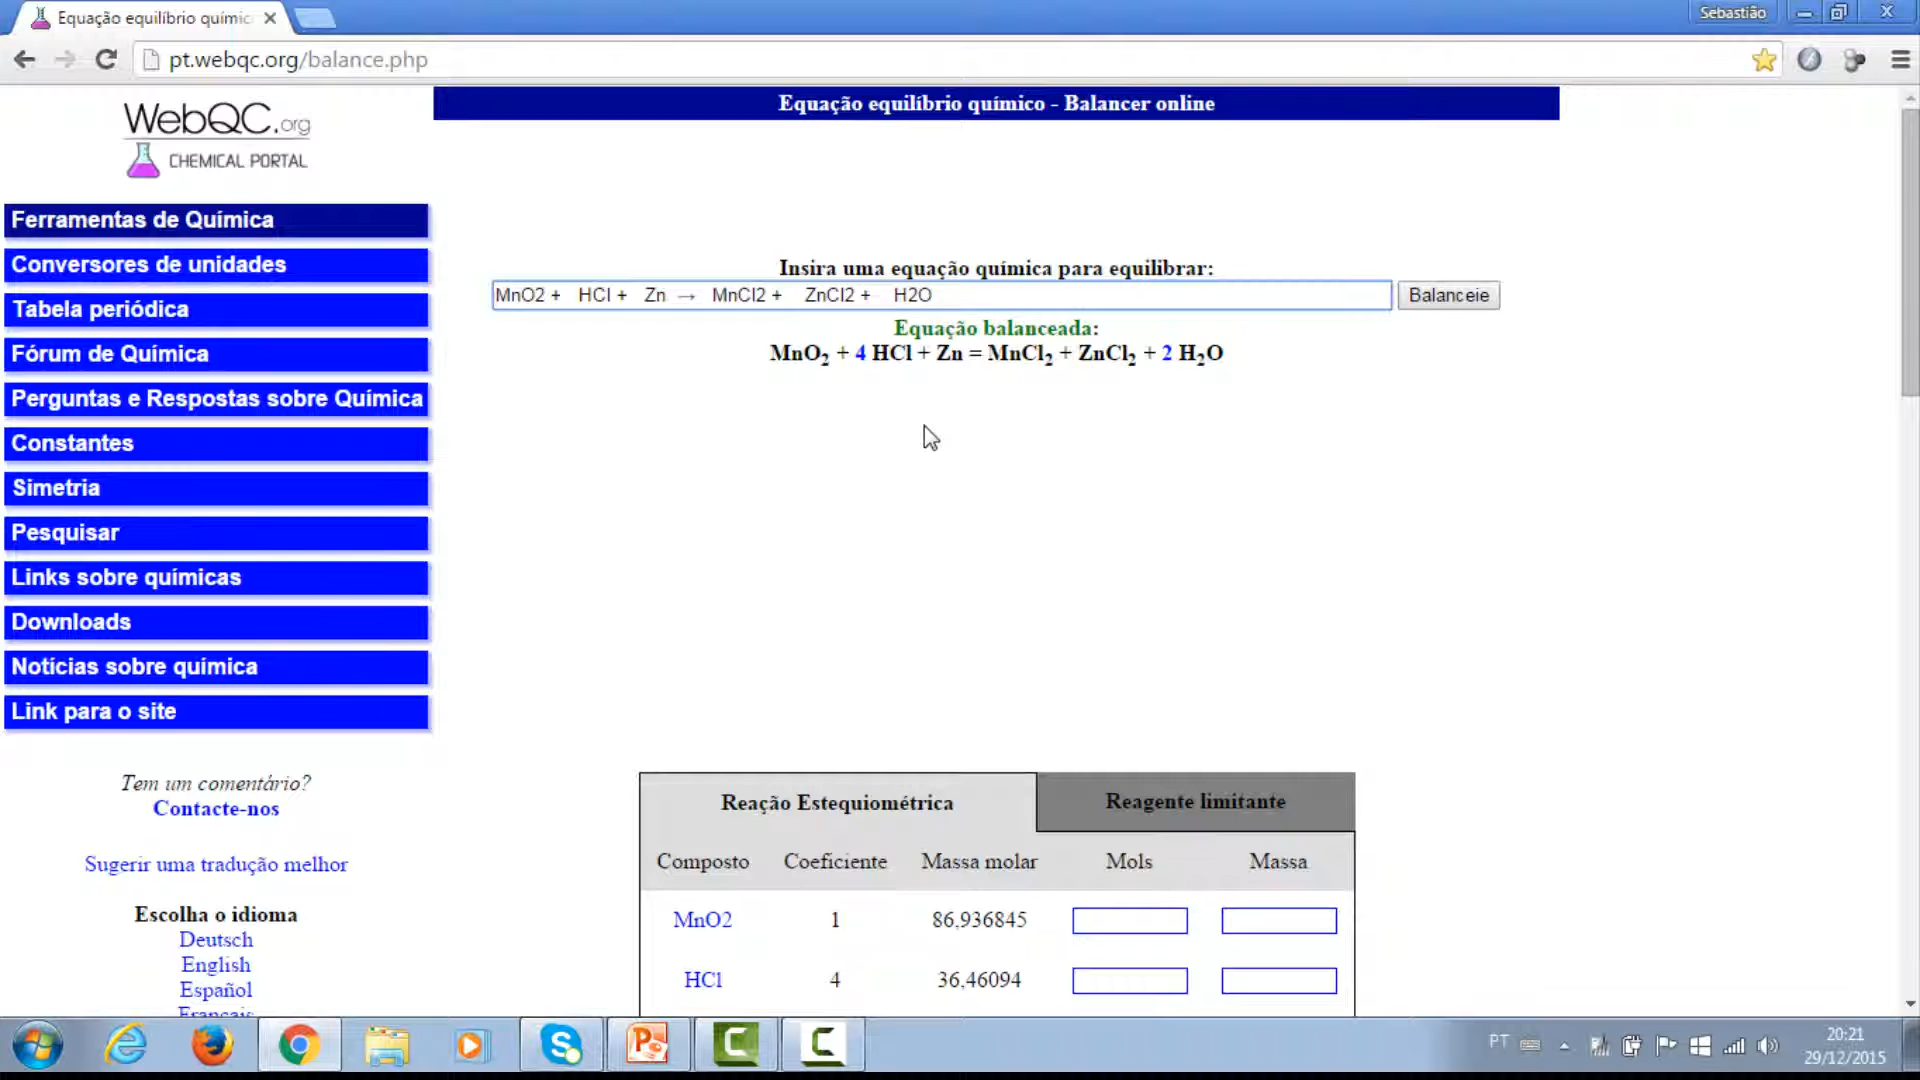 Equação equilíbrio químic
Sebastião
pt.webqc.org/balance.php
WebQC.org
CHEMICAL PORTAL
Equação equilíbrio químico - Balancer online
Ferramentas de Química
Conversores de unidades
Tabela periódica
Fórum de Química
Perguntas e Respostas sobre Química
Constantes
Simetria
Pesquisar
Links sobre químicas
Downloads
Notícias sobre química
Link para o site
Tem um comentário?
Contacte-nos
Sugerir uma tradução melhor
Escolha o idioma
Deutsch
English
Español
Français
Insira uma equação química para equilibrar:
MnO2 + HCl + Zn → MnCl2 + ZnCl2 + H2O
Balanceie
Equação balanceada:
MnO₂ + 4 HCl + Zn = MnCl₂ + ZnCl₂ + 2 H₂O
Reação Estequiométrica Reagente limitante
Composto Coeficiente Massa molar Mols Massa
MnO2 1 86,936845
HCl 4 36,46094
PT
20:21
29/12/2015